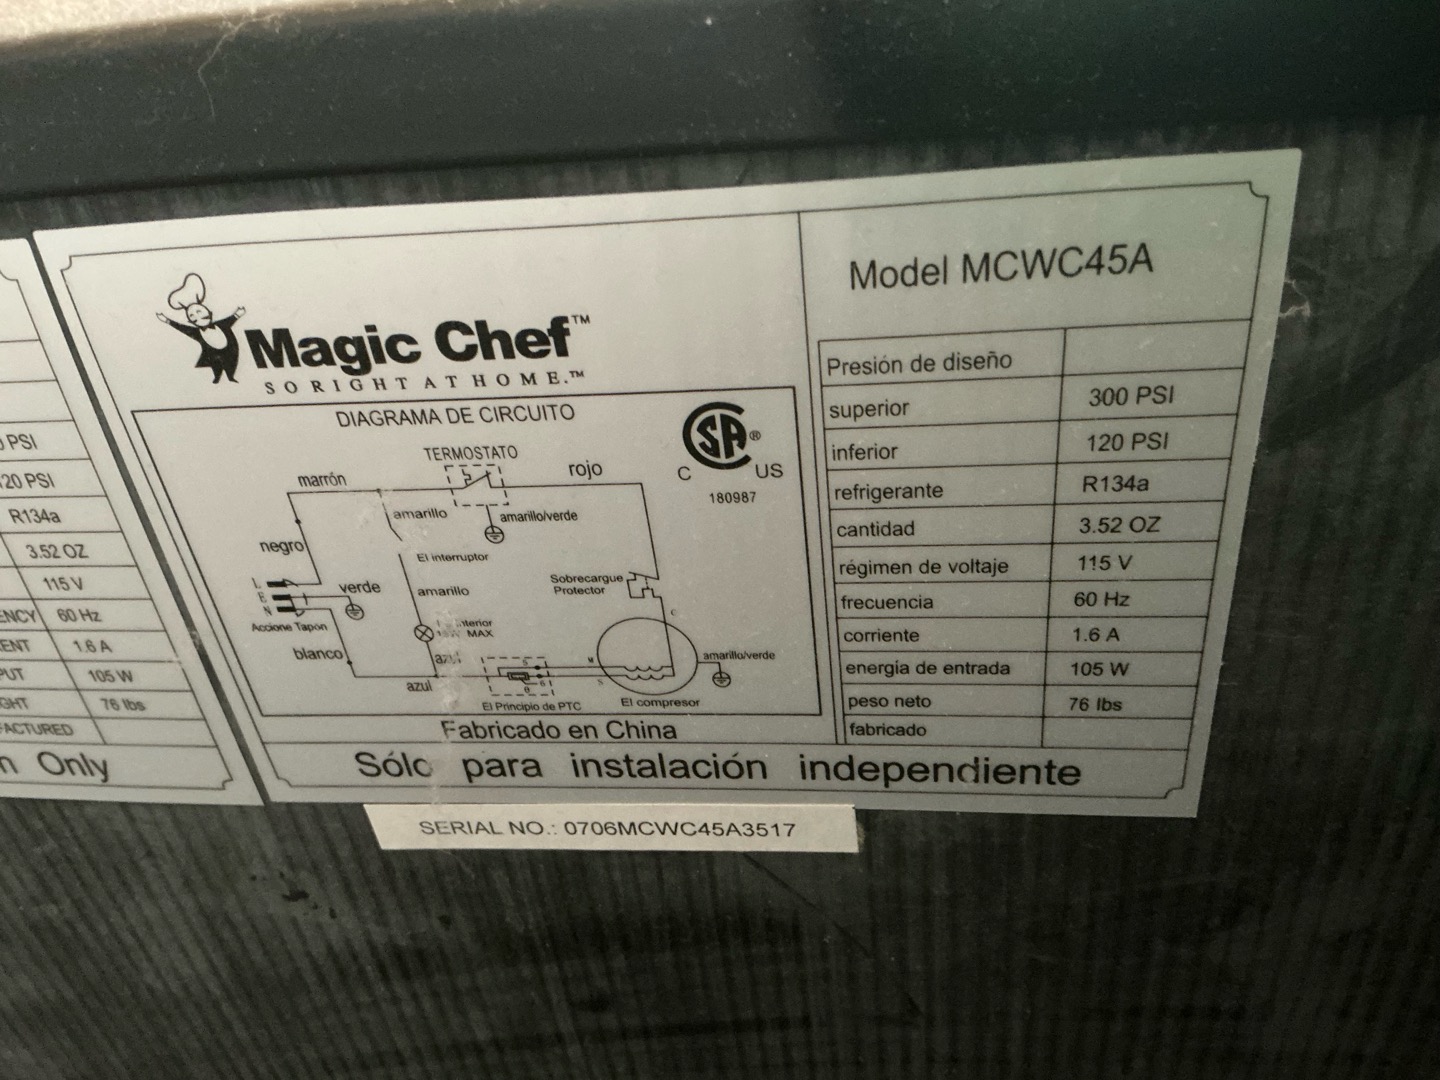 PSI
120 PSI
R134a
3.52 OZ
115 V
60 Hz
1.6 A
105 W
76 lbs
Only
Magic Chef™
SO RIGHT AT HOME.™
DIAGRAMA DE CIRCUITO
TERMOSTATO
marrón
rojo
amarillo
amarillo/verde
negro
El interruptor
L
E
N
verde
amarillo
Sobrecargue
Protector
Accione Tapón
MAX
C
blanco
azul
M
S
amarillo/verde
azul
El Principio de PTC
El compresor
CSA®
C US
180987
Fabricado en China
Model MCWC45A
Presión de diseño
superior 300 PSI
inferior 120 PSI
refrigerante R134a
cantidad 3.52 OZ
régimen de voltaje 115 V
frecuencia 60 Hz
corriente 1.6 A
energía de entrada 105 W
peso neto 76 lbs
fabricado
Sólo para instalación independiente
SERIAL NO.: 0706MCWC45A3517